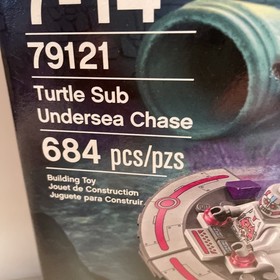 7-14
79121
Turtle Sub
Undersea Chase
684 pcs/pzs
Building Toy
Jouet de Construction
Juguete para Construir